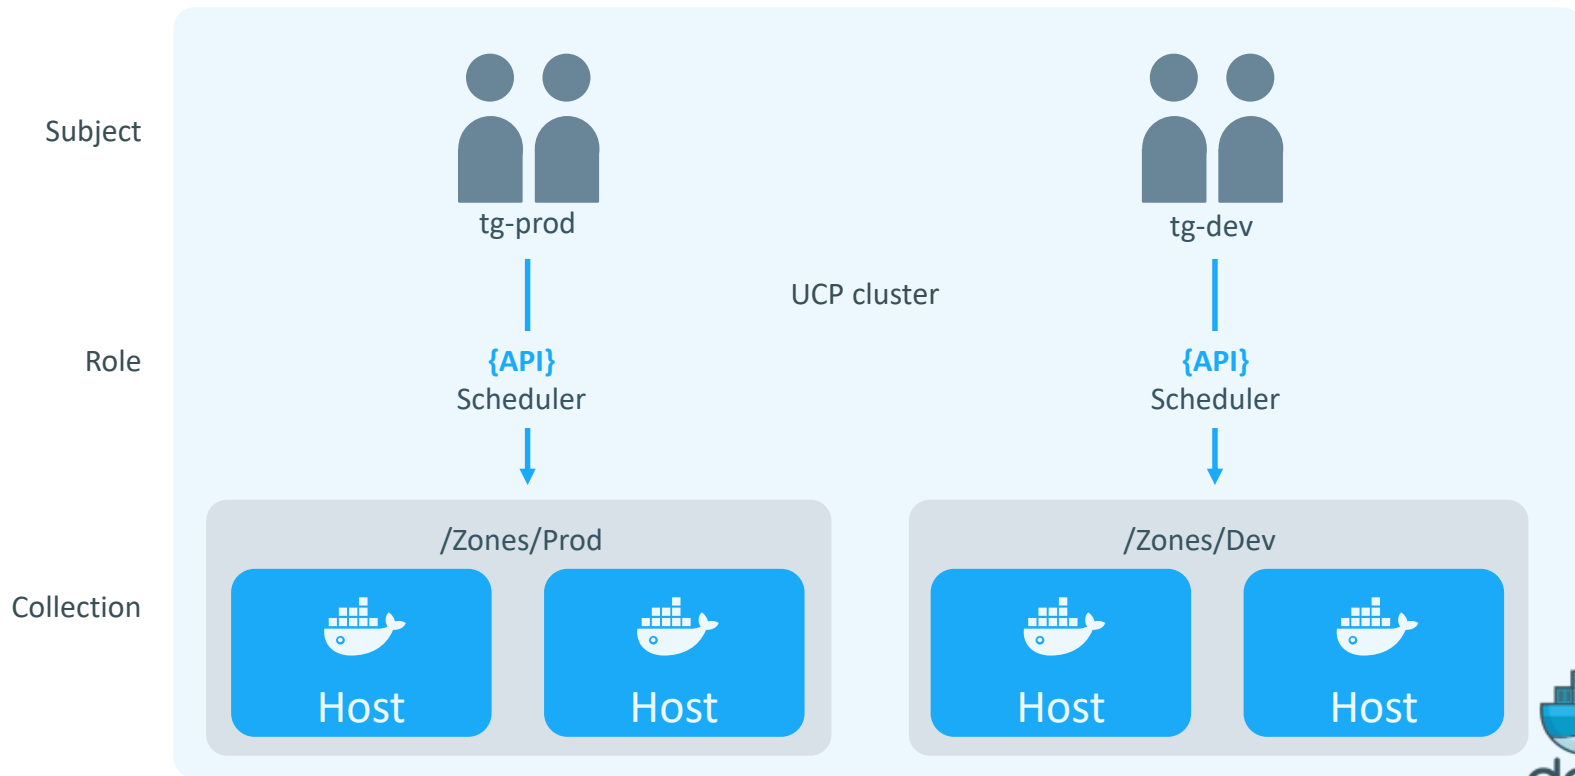 Subject
tg-prod
tg-dev
UCP cluster
Role
{API}
Scheduler
{API}
Scheduler
/Zones/Prod
/Zones/Dev
Collection
Host
Host
Host
Host